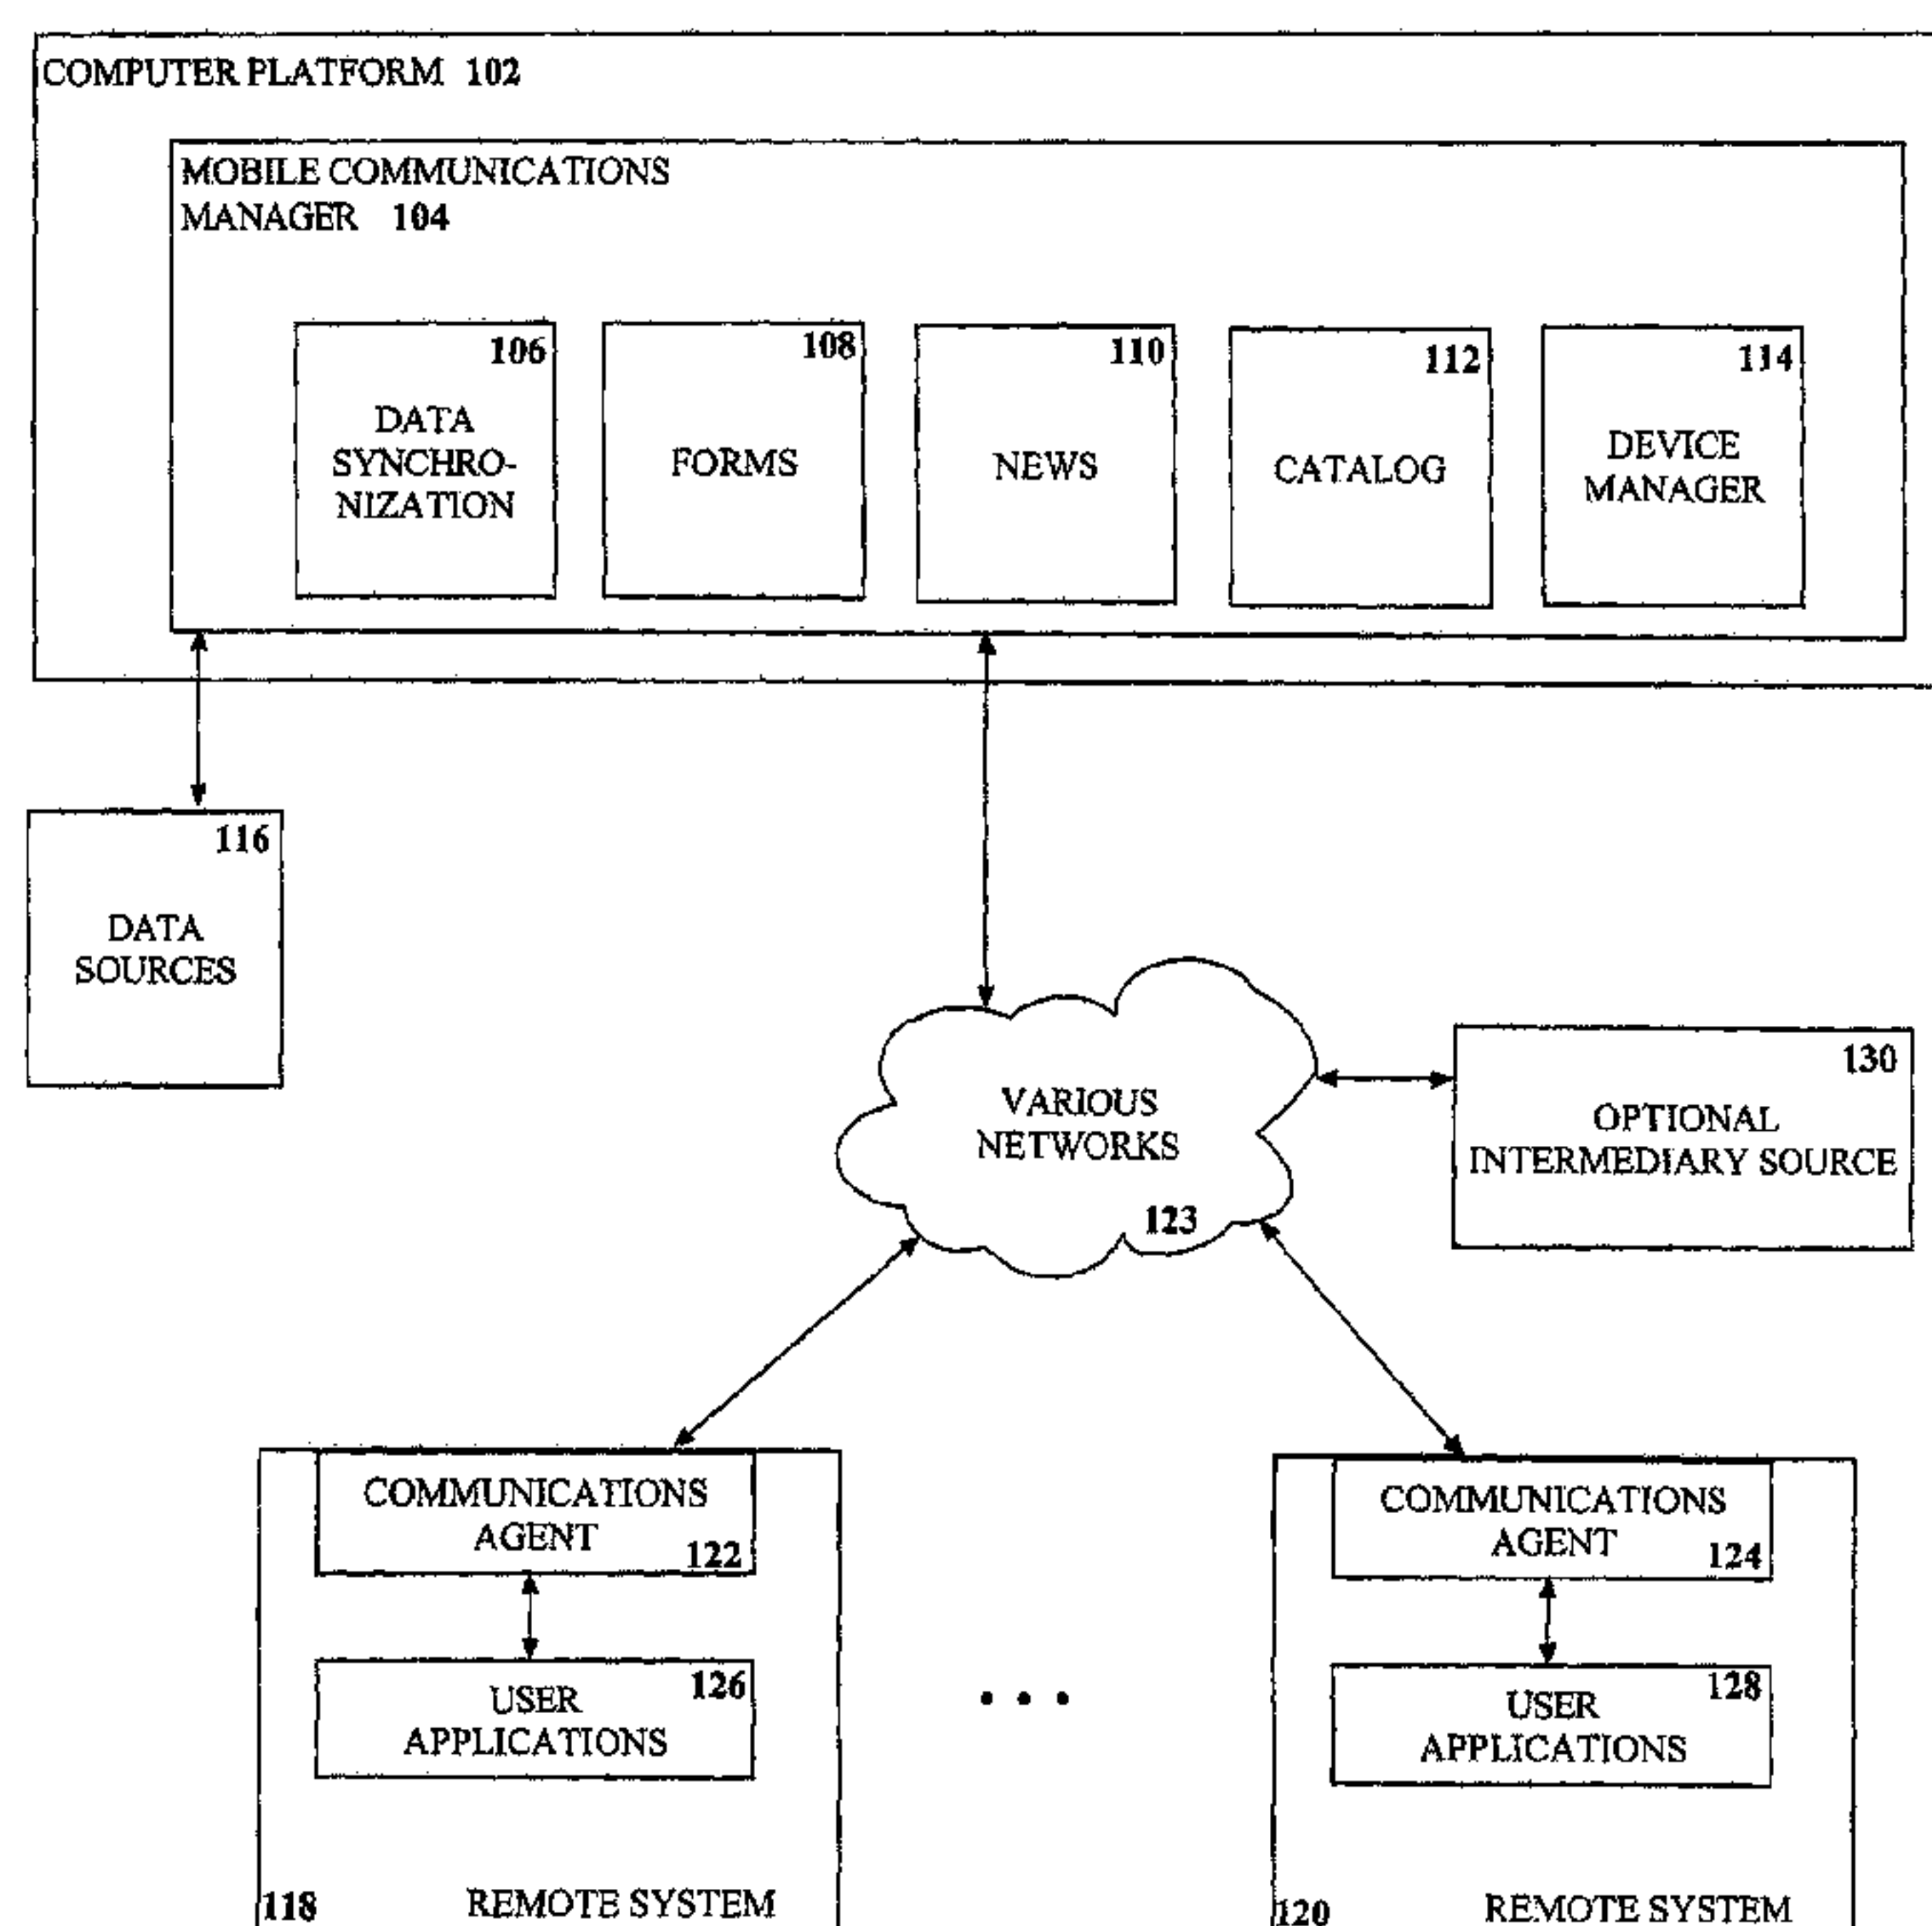 COMPUTER PLATFORM 102
MOBILE COMMUNICATIONS
MANAGER 104
106
DATA
SYNCHRO-
NIZATION
108
FORMS
110
NEWS
112
CATALOG
114
DEVICE
MANAGER
116
DATA
SOURCES
VARIOUS
NETWORKS
123
130
OPTIONAL
INTERMEDIARY SOURCE
COMMUNICATIONS
AGENT
122
USER
APPLICATIONS
126
118 REMOTE SYSTEM
COMMUNICATIONS
AGENT
124
USER
APPLICATIONS
128
120 REMOTE SYSTEM